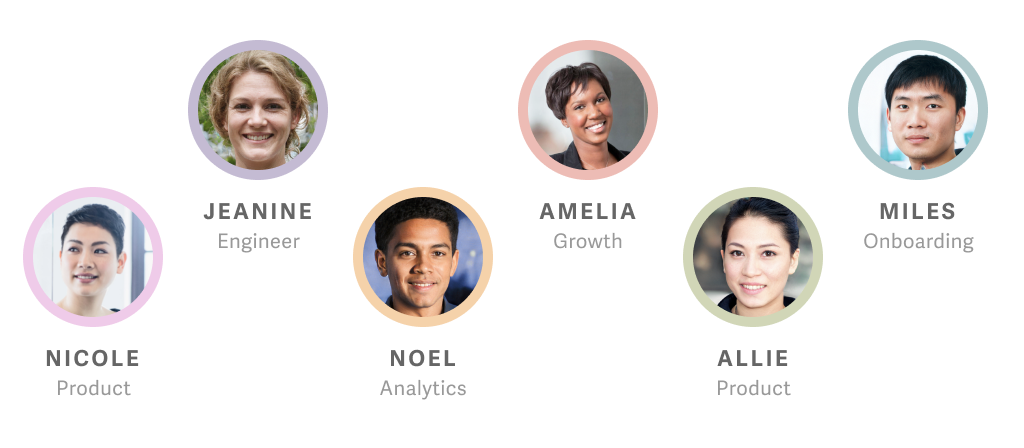 JEANINE
Engineer
AMELIA
Growth
MILES
Onboarding
NICOLE
Product
NOEL
Analytics
ALLIE
Product